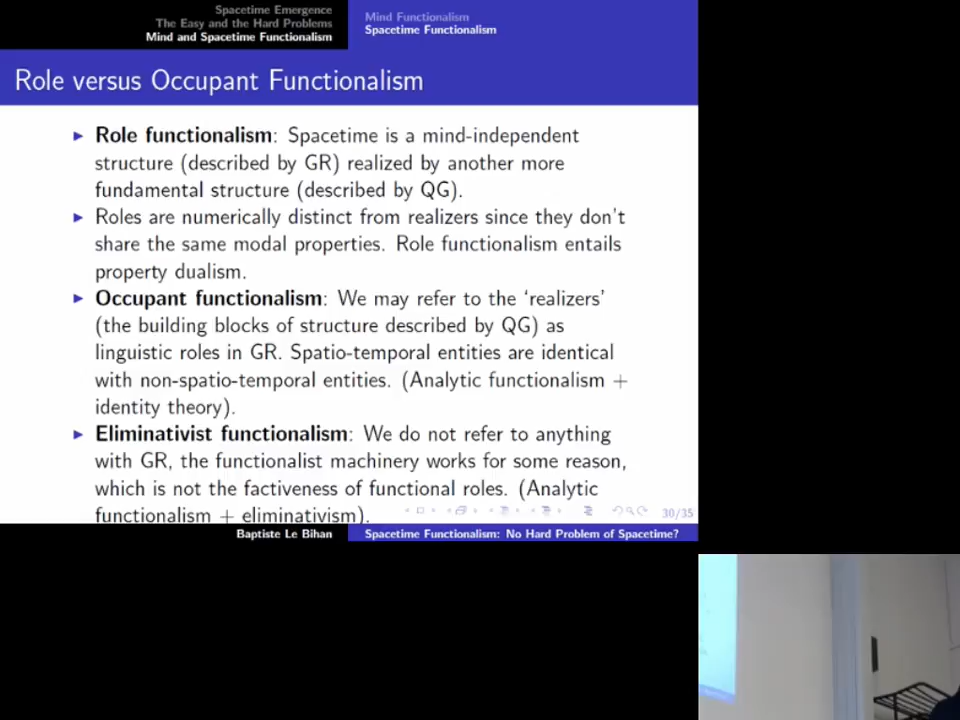 Spacetime Emergence
The Easy and the Hard Problems
Mind and Spacetime Functionalism
Mind Functionalism
Spacetime Functionalism
Role versus Occupant Functionalism
Role functionalism: Spacetime is a mind-independent
structure (described by GR) realized by another more
fundamental structure (described by QG).
Roles are numerically distinct from realizers since they don't
share the same modal properties. Role functionalism entails
property dualism.
Occupant functionalism: We may refer to the ‘realizers’
(the building blocks of structure described by QG) as
linguistic roles in GR. Spatio-temporal entities are identical
with non-spatio-temporal entities. (Analytic functionalism +
identity theory).
Eliminativist functionalism: We do not refer to anything
with GR, the functionalist machinery works for some reason,
which is not the factiveness of functional roles. (Analytic
functionalism + eliminativism).
30/35
Baptiste Le Bihan
Spacetime Functionalism: No Hard Problem of Spacetime?